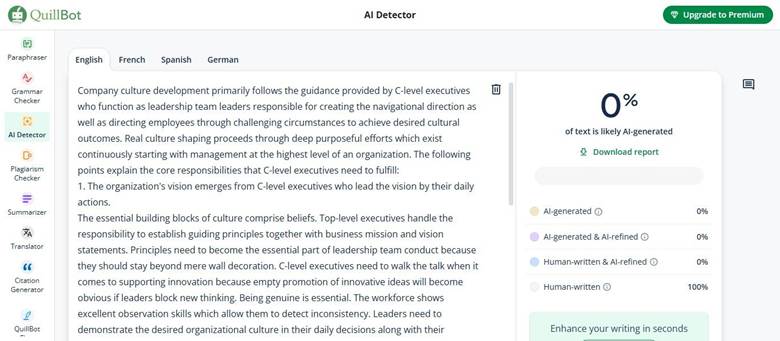 QuillBot
AI Detector
Upgrade to Premium
Paraphraser
Grammar
Checker
AI Detector
Plagiarism
Checker
Summarizer
Translator
Citation
Generator
QuillBot
English French Spanish German
Company culture development primarily follows the guidance provided by C-level executives
who function as leadership team leaders responsible for creating the navigational direction as
well as directing employees through challenging circumstances to achieve desired cultural
outcomes. Real culture shaping proceeds through deep purposeful efforts which exist
continuously starting with management at the highest level of an organization. The following
points explain the core responsibilities that C-level executives need to fulfill:
1. The organization's vision emerges from C-level executives who lead the vision by their daily
actions.
The essential building blocks of culture comprise beliefs. Top-level executives handle the
responsibility to establish guiding principles together with business mission and vision
statements. Principles need to become the essential part of leadership team conduct because
they should stay beyond mere wall decoration. C-level executives need to walk the talk when it
comes to supporting innovation because empty promotion of innovative ideas will become
obvious if leaders block new thinking. Being genuine is essential. The workforce shows
excellent observation skills which allow them to detect inconsistency. Leaders need to
demonstrate the desired organizational culture in their daily decisions along with their
0%
of text is likely AI-generated
Download report
AI-generated 0%
AI-generated & AI-refined 0%
Human-written & AI-refined 0%
Human-written 100%
Enhance your writing in seconds